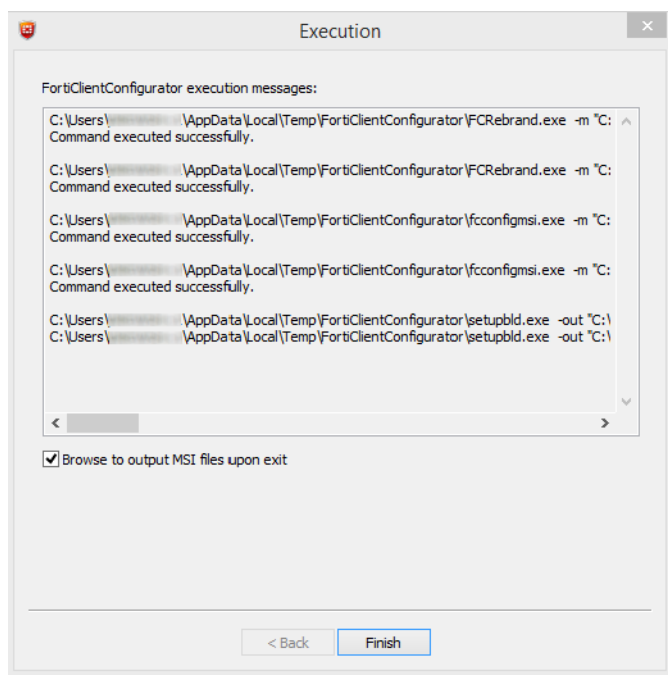 Execution
FortiClientConfigurator execution messages:
C:\Users\ \AppData\Local\Temp\FortiClientConfigurator\FCRebrand.exe -m "C:
Command executed successfully.
C:\Users\ \AppData\Local\Temp\FortiClientConfigurator\FCRebrand.exe -m "C:
Command executed successfully.
C:\Users\ \AppData\Local\Temp\FortiClientConfigurator\fcconfigmsi.exe -m "C:
Command executed successfully.
C:\Users\ \AppData\Local\Temp\FortiClientConfigurator\fcconfigmsi.exe -m "C:
Command executed successfully.
C:\Users\ \AppData\Local\Temp\FortiClientConfigurator\setupbld.exe -out "C:\
C:\Users\ \AppData\Local\Temp\FortiClientConfigurator\setupbld.exe -out "C:\
Browse to output MSI files upon exit
< Back Finish